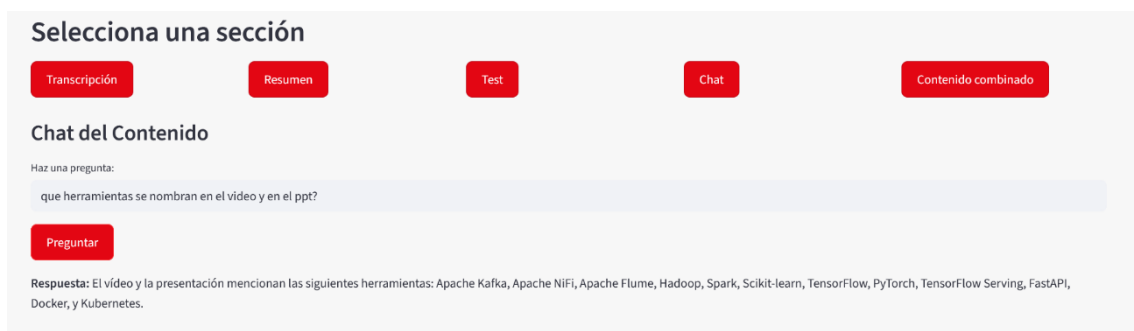 Selecciona una sección
Transcripción Resumen Test Chat Contenido combinado
Chat del Contenido
Haz una pregunta:
que herramientas se nombran en el video y en el ppt?
Preguntar
Respuesta: El vídeo y la presentación mencionan las siguientes herramientas: Apache Kafka, Apache NiFi, Apache Flume, Hadoop, Spark, Scikit-learn, TensorFlow, PyTorch, TensorFlow Serving, FastAPI,
Docker, y Kubernetes.